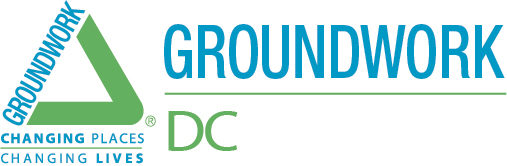 GROUNDWORK
®
CHANGING PLACES
CHANGING LIVES
GROUNDWORK
DC